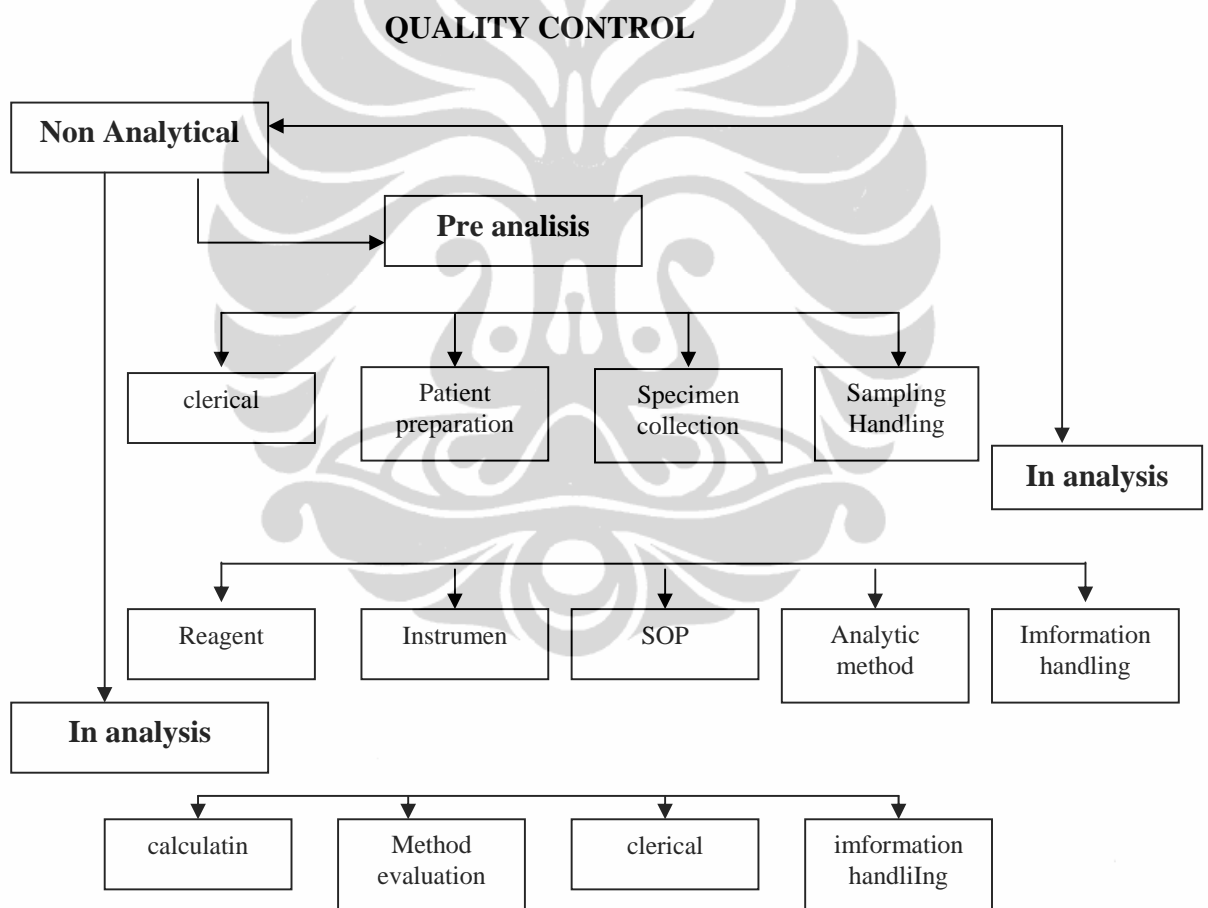 QUALITY CONTROL
Non Analytical
Pre analisis
clerical
Patient
preparation
Specimen
collection
Sampling
Handling
In analysis
Reagent
Instrumen
SOP
Analytic
method
Imformation
handling
In analysis
calculatin
Method
evaluation
clerical
imformation
handliIng